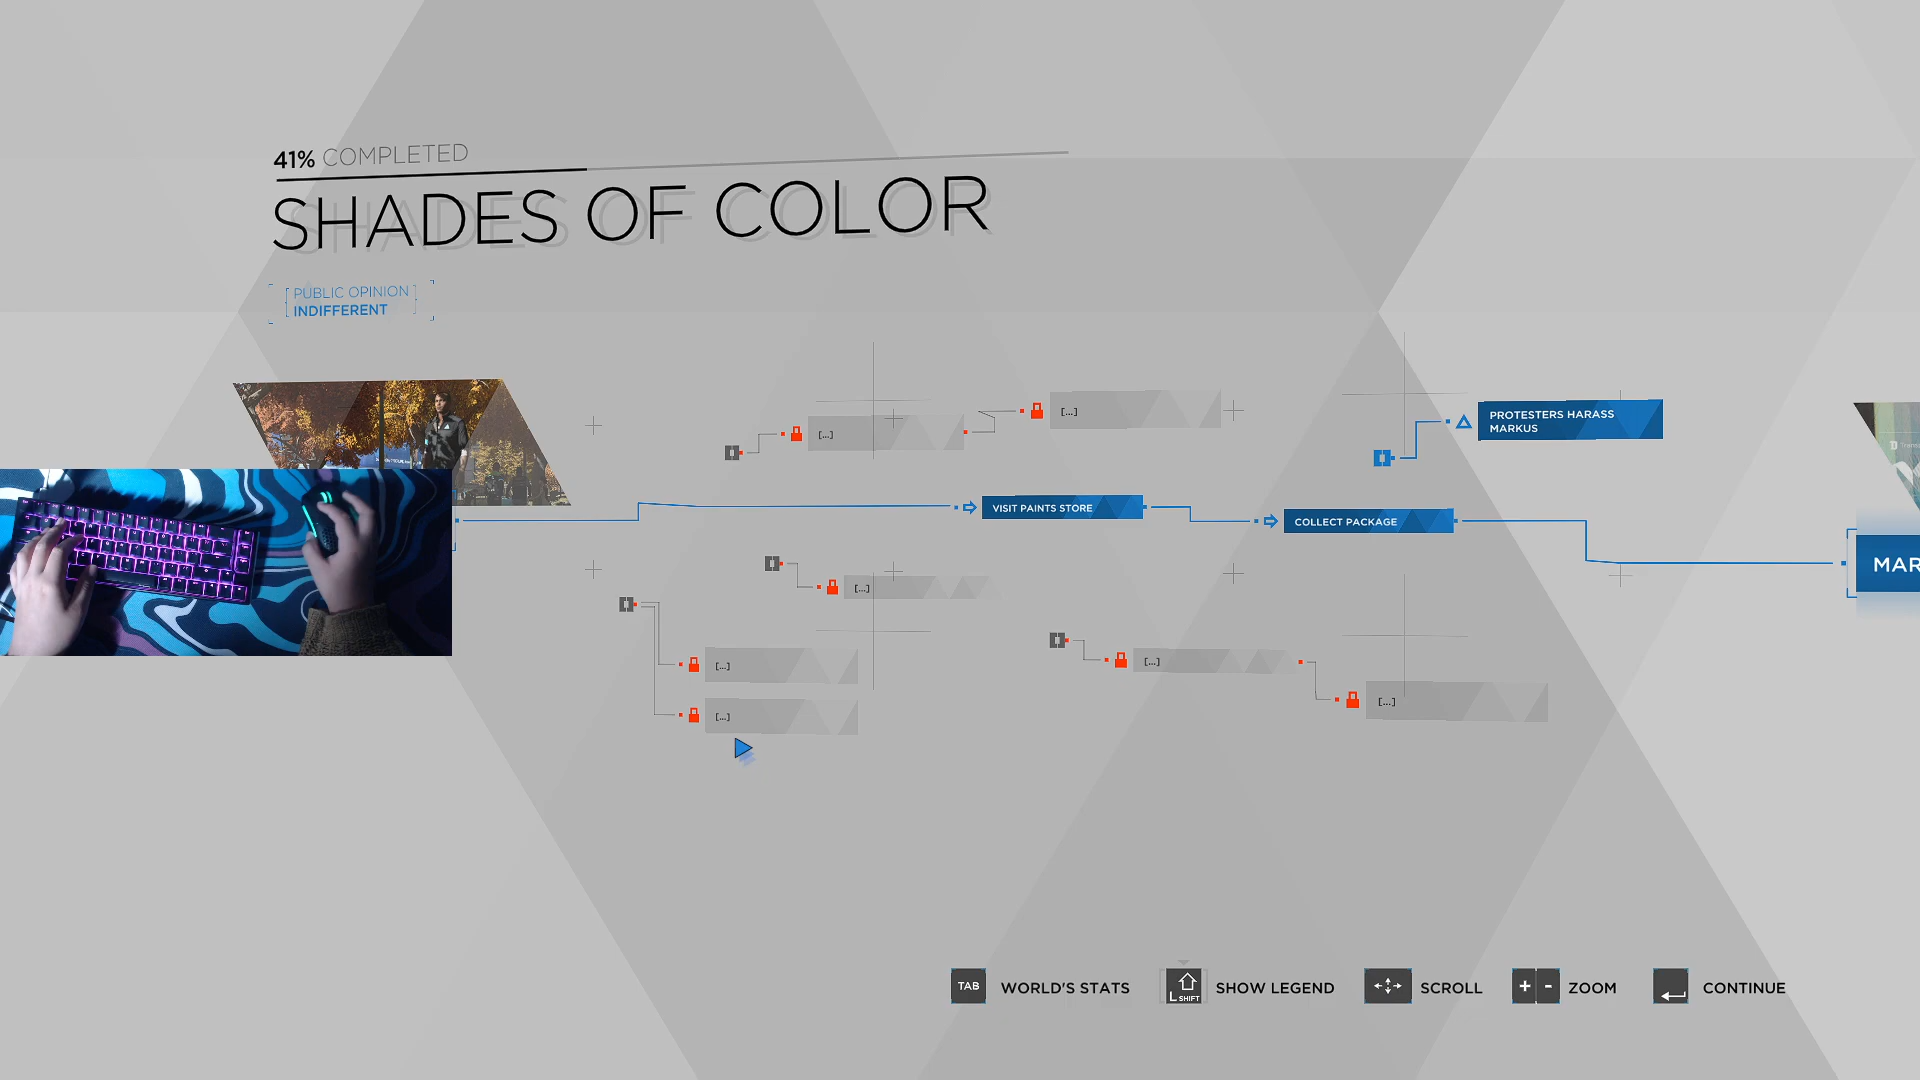 41% COMPLETED
SHADES OF COLOR
PUBLIC OPINION
INDIFFERENT
[...]
[...]
PROTESTERS HARASS
MARKUS
VISIT PAINTS STORE
COLLECT PACKAGE
MAR
[...]
[...]
[...]
[...]
[...]
TAB WORLD'S STATS
L SHIFT SHOW LEGEND
SCROLL
+ - ZOOM
CONTINUE